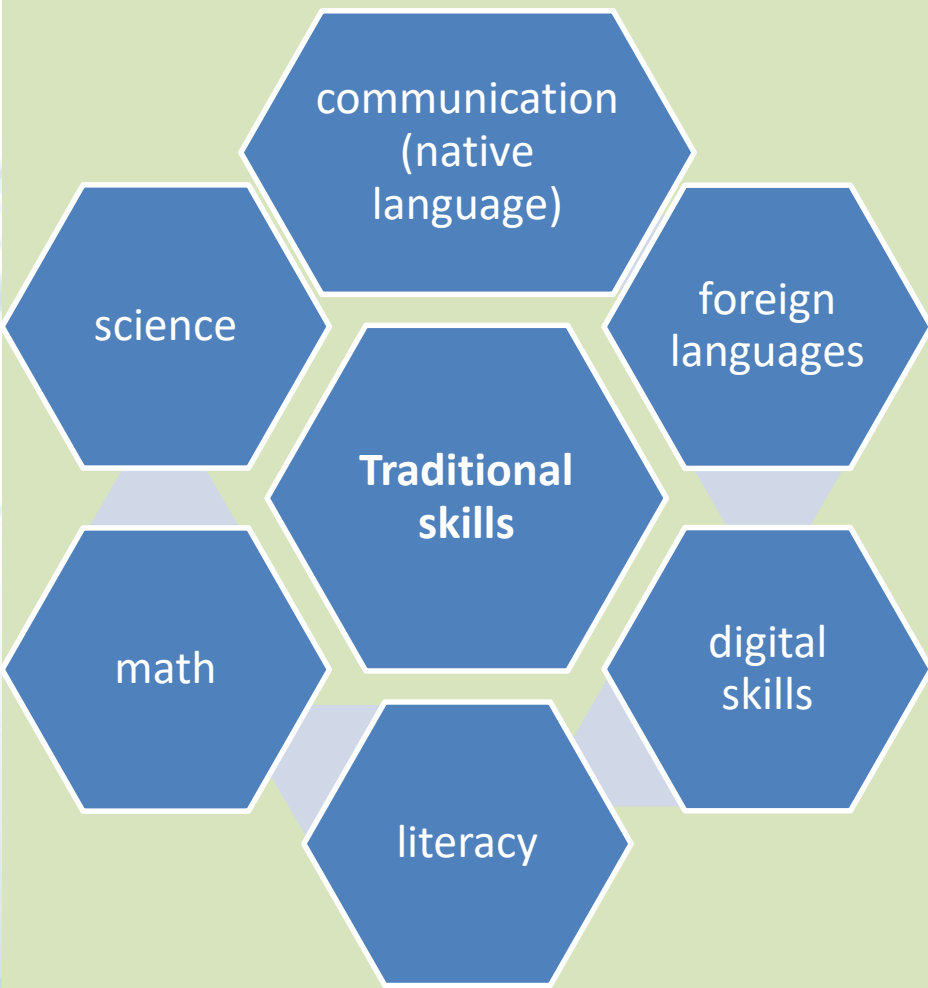 communication
(native
language)
science
foreign
languages
Traditional
skills
math
digital
skills
literacy